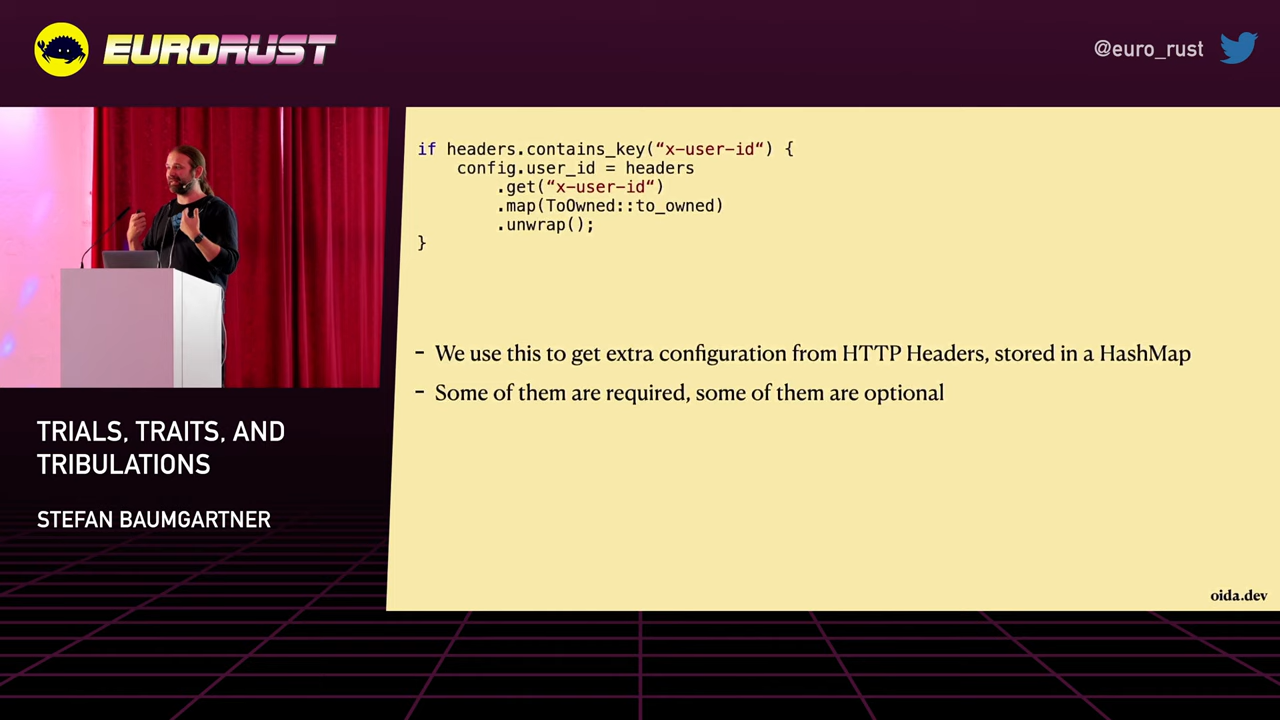 EURORUST
@euro_rust
if headers.contains_key(“x-user-id“) {
    config.user_id = headers
        .get(“x-user-id“)
        .map(ToOwned::to_owned)
        .unwrap();
}
- We use this to get extra configuration from HTTP Headers, stored in a HashMap
- Some of them are required, some of them are optional
TRIALS, TRAITS, AND
TRIBULATIONS
STEFAN BAUMGARTNER
oida.dev